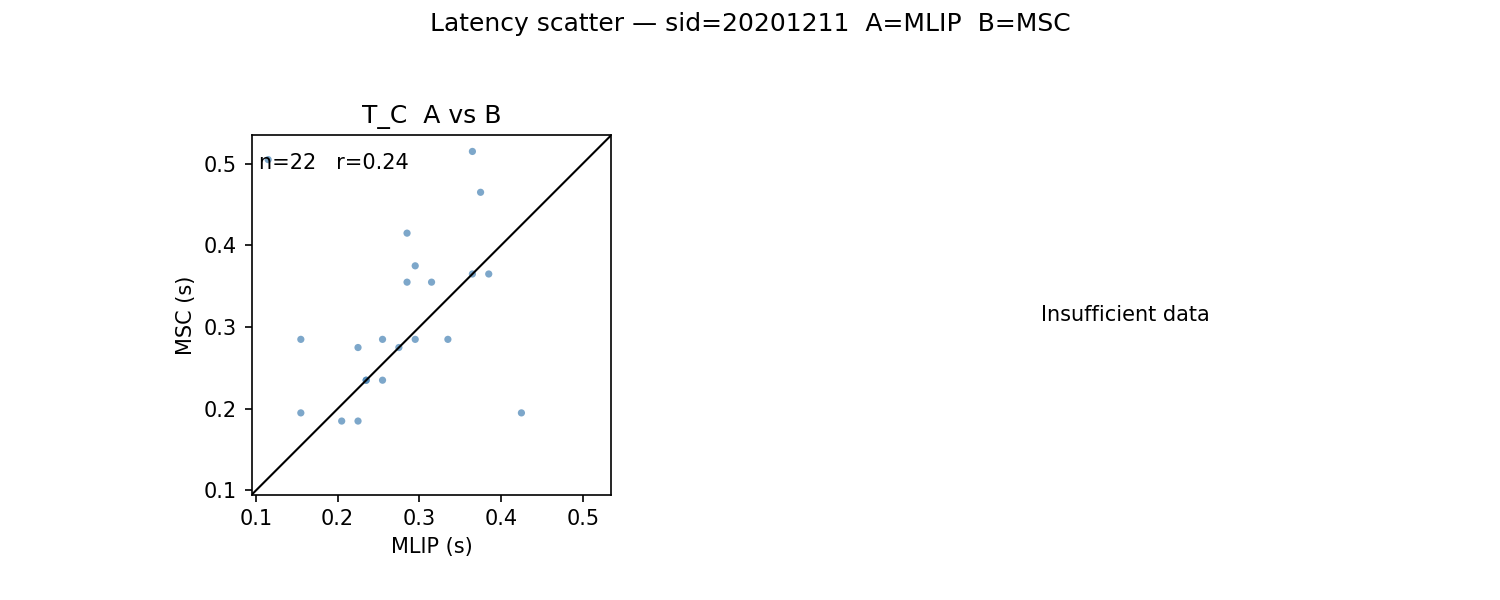 Latency scatter — sid=20201211  A=MLIP  B=MSC
T_C  A vs B
n=22   r=0.24
0.5
0.4
0.3
0.2
0.1
MSC (s)
0.1 0.2 0.3 0.4 0.5
MLIP (s)
Insufficient data